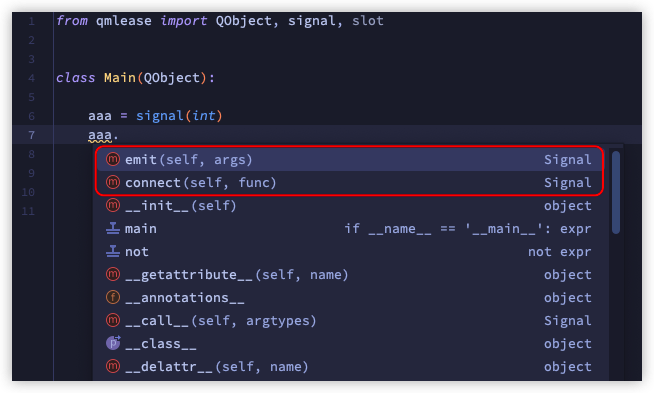 1 from qmlease import QObject, signal, slot
2
3
4 class Main(QObject):
5
6 aaa = signal(int)
7 aaa.
8 emit(self, args) Signal
9 connect(self, func) Signal
10 __init__(self) object
11 main if __name__ == '__main__': expr
not not expr
__getattribute__(self, name) object
__annotations__ object
__call__(self, argtypes) Signal
__class__ object
__delattr__(self, name) object